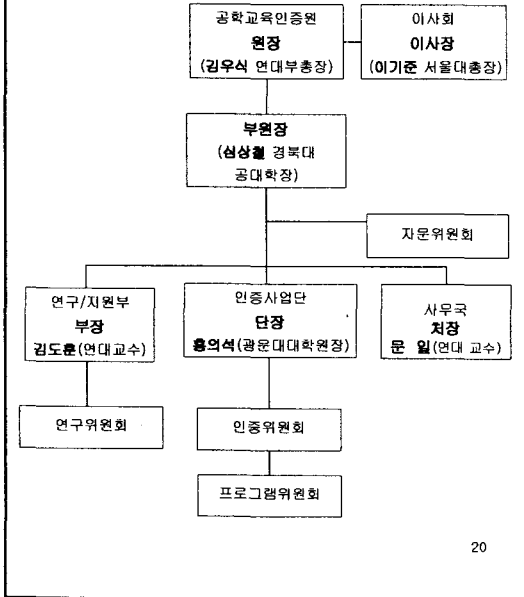 공학교육인증원
원장
(김우식 연대부총장)
이사회
이사장
(이기준 서울대총장)
부원장
(심상철 경북대
공대학장)
자문위원회
연구/지원부
부장
김도훈(연대교수)
인증사업단
단장
홍의석(광운대대학원장)
사무국
처장
문 일(연대 교수)
연구위원회
인증위원회
프로그램위원회
20